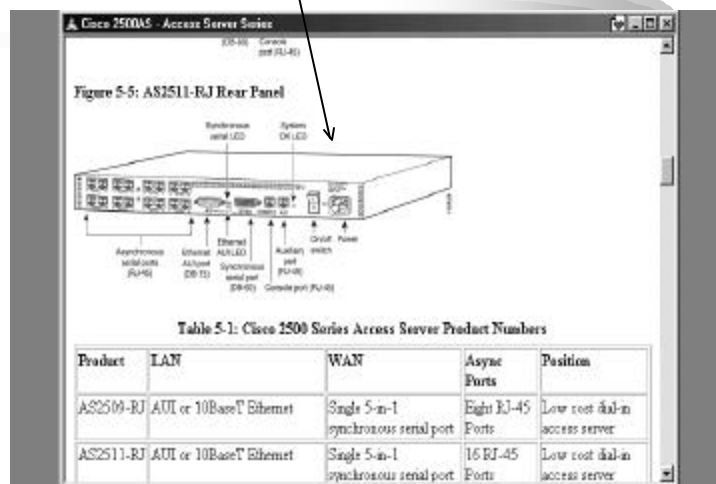 Cisco 2500AS - Access Server Series
(DB-60) Console
port (RJ-45)
Figure 5-5: AS2511-RJ Rear Panel
Synchronous
serial LED
System
OK LED
Asynchronous
serial ports
(RJ-45)
Ethernet
AUI port
(DB-15)
Ethernet
AUI LED
Synchronous
serial port
(DB-60)
Console port (RJ-45)
Auxiliary
port
(RJ-45)
On/off
switch
Power
Table 5-1: Cisco 2500 Series Access Server Product Numbers
Product LAN WAN Async Ports Position
AS2509-RJ AUI or 10BaseT Ethernet Single 5-in-1 synchronous serial port Eight RJ-45 Ports Low cost dial-in access server
AS2511-RJ AUI or 10BaseT Ethernet Single 5-in-1 synchronous serial port 16 RJ-45 Ports Low cost dial-in access server